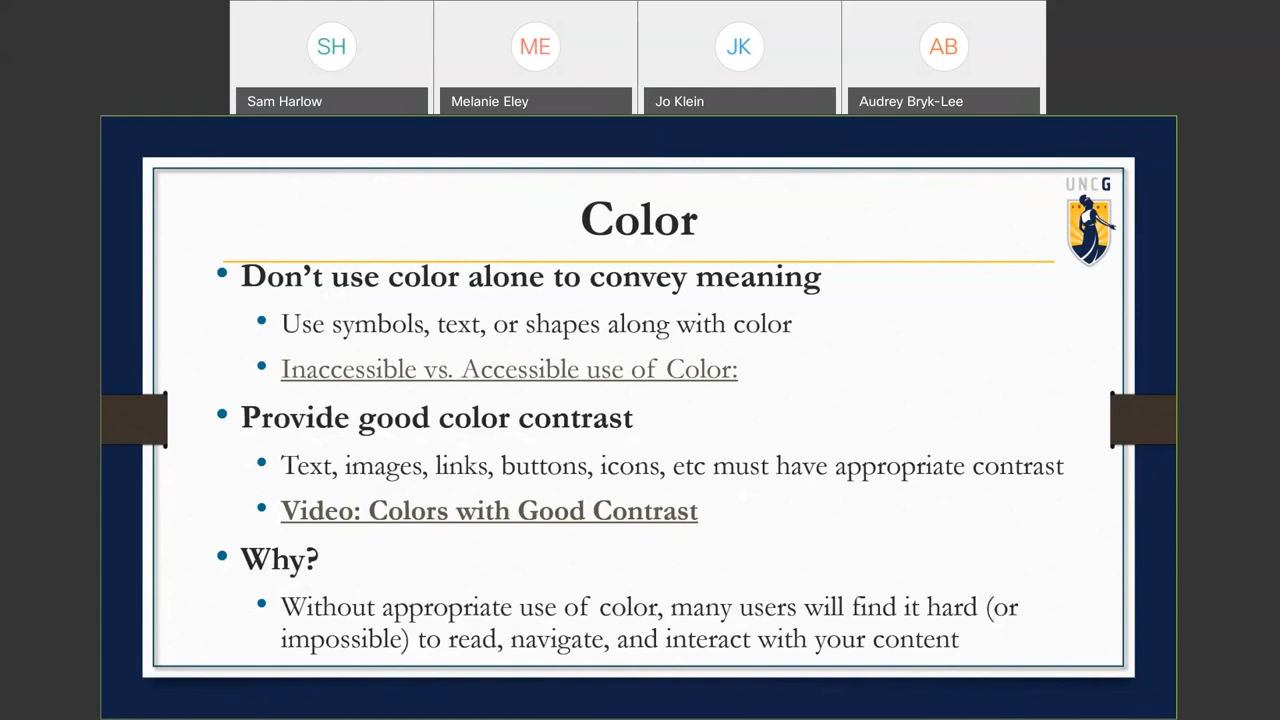 SH
ME
JK
AB
Sam Harlow
Melanie Eley
Jo Klein
Audrey Bryk-Lee
UNCG
Color
• Don’t use color alone to convey meaning
• Use symbols, text, or shapes along with color
• Inaccessible vs. Accessible use of Color:
• Provide good color contrast
• Text, images, links, buttons, icons, etc must have appropriate contrast
• Video: Colors with Good Contrast
• Why?
• Without appropriate use of color, many users will find it hard (or
impossible) to read, navigate, and interact with your content